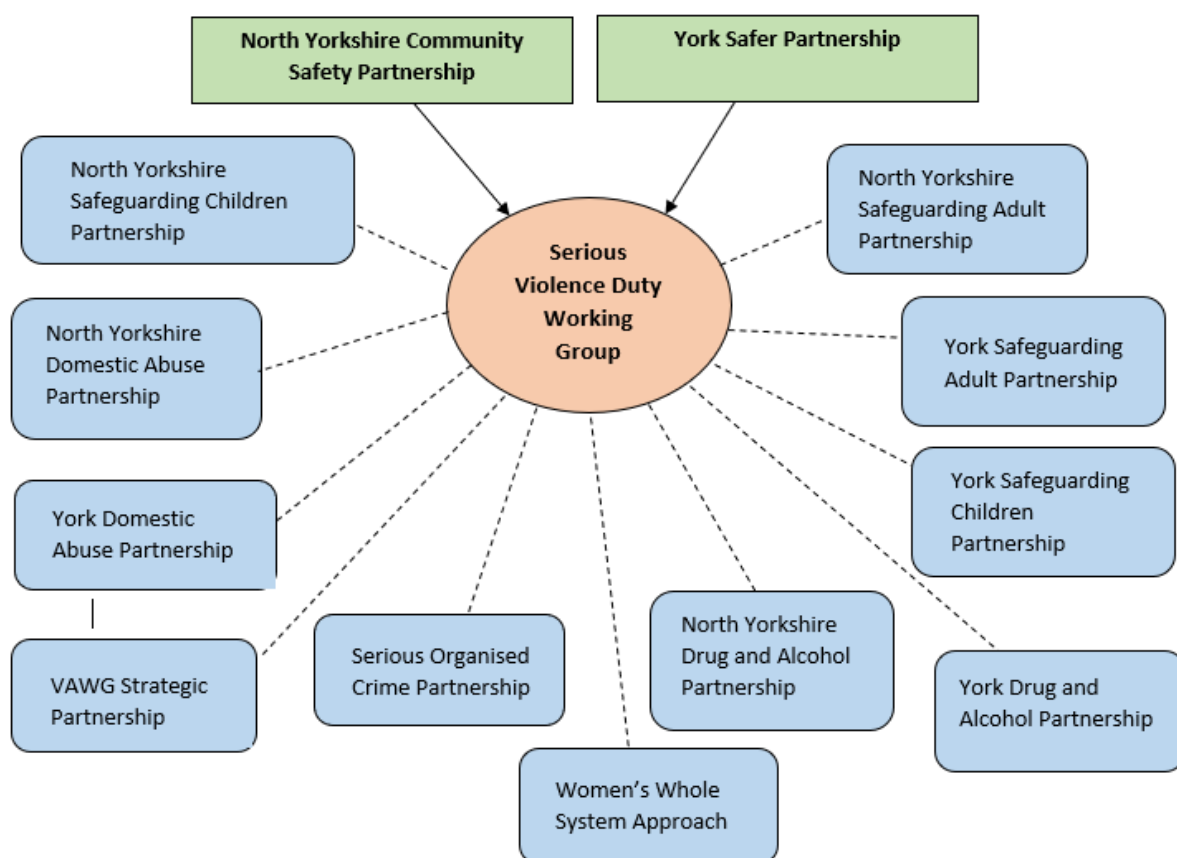 North Yorkshire Community
Safety Partnership
York Safer Partnership
North Yorkshire
Safeguarding Children
Partnership
North Yorkshire
Safeguarding Adult
Partnership
Serious
Violence Duty
Working
Group
North Yorkshire
Domestic Abuse
Partnership
York Safeguarding
Adult Partnership
York Domestic
Abuse Partnership
York Safeguarding
Children
Partnership
VAWG Strategic
Partnership
Serious Organised
Crime Partnership
North Yorkshire
Drug and Alcohol
Partnership
York Drug and
Alcohol Partnership
Women’s Whole
System Approach